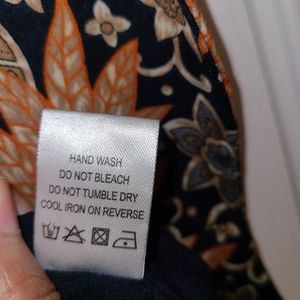 HAND WASH
DO NOT BLEACH
DO NOT TUMBLE DRY
COOL IRON ON REVERSE